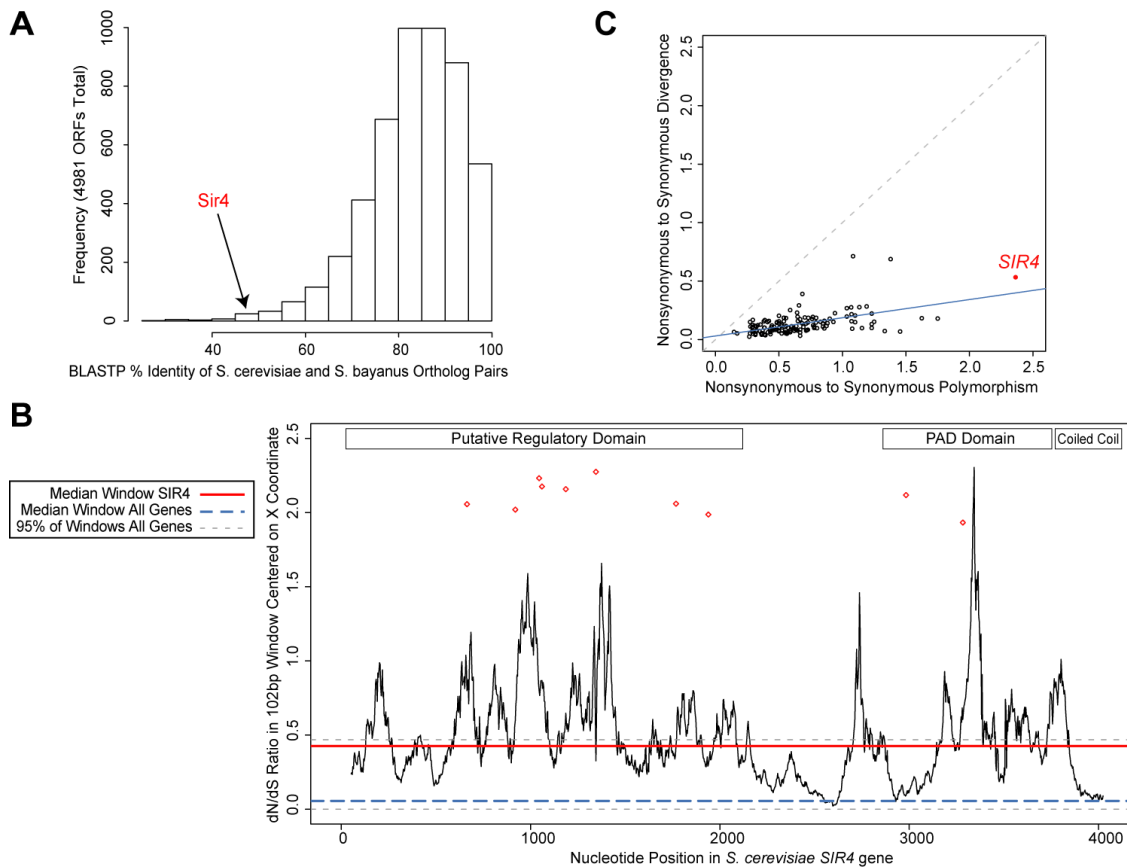 A
Frequency (4981 ORFs Total)
0 200 400 600 800 1000
Sir4
40 60 80 100
BLASTP % Identity of S. cerevisiae and S. bayanus Ortholog Pairs
C
Nonsynonymous to Synonymous Divergence
0.0 0.5 1.0 1.5 2.0 2.5
SIR4
0.0 0.5 1.0 1.5 2.0 2.5
Nonsynonymous to Synonymous Polymorphism
B
Median Window SIR4
Median Window All Genes
95% of Windows All Genes
dN/dS Ratio in 102bp Window Centered on X Coordinate
0.0 0.5 1.0 1.5 2.0 2.5
Putative Regulatory Domain
PAD Domain
Coiled Coil
0 1000 2000 3000 4000
Nucleotide Position in S. cerevisiae SIR4 gene